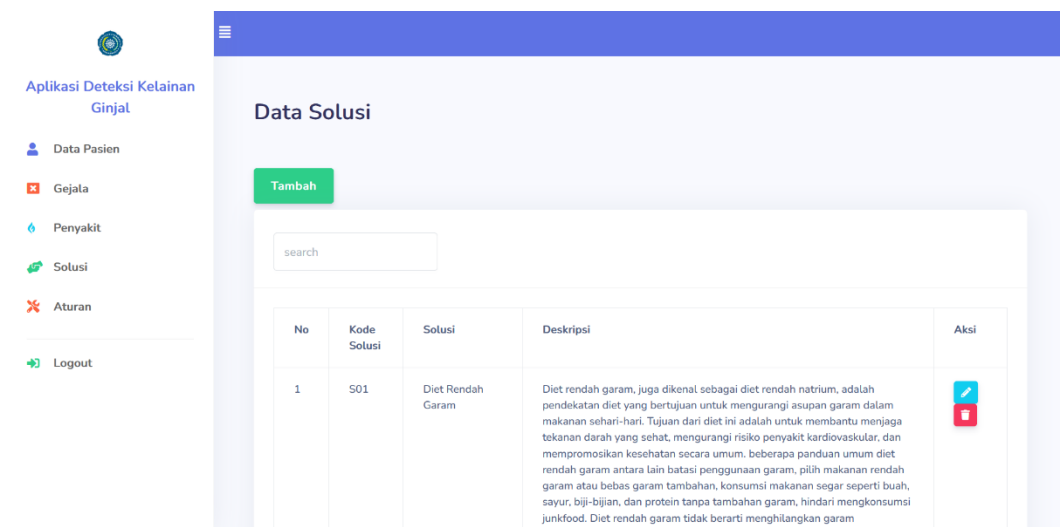 Aplikasi Deteksi Kelainan
Ginjal
Data Pasien
Gejala
Penyakit
Solusi
Aturan
Logout
Data Solusi
Tambah
search
No
Kode
Solusi
Solusi
Deskripsi
Aksi
1
S01
Diet Rendah
Garam
Diet rendah garam, juga dikenal sebagai diet rendah natrium, adalah
pendekatan diet yang bertujuan untuk mengurangi asupan garam dalam
makanan sehari-hari. Tujuan dari diet ini adalah untuk membantu menjaga
tekanan darah yang sehat, mengurangi risiko penyakit kardiovaskular, dan
mempromosikan kesehatan secara umum. beberapa panduan umum diet
rendah garam antara lain batasi penggunaan garam, pilih makanan rendah
garam atau bebas garam tambahan, konsumsi makanan segar seperti buah,
sayur, biji-bijian, dan protein tanpa tambahan garam, hindari mengkonsumsi
junkfood. Diet rendah garam tidak berarti menghilangkan garam